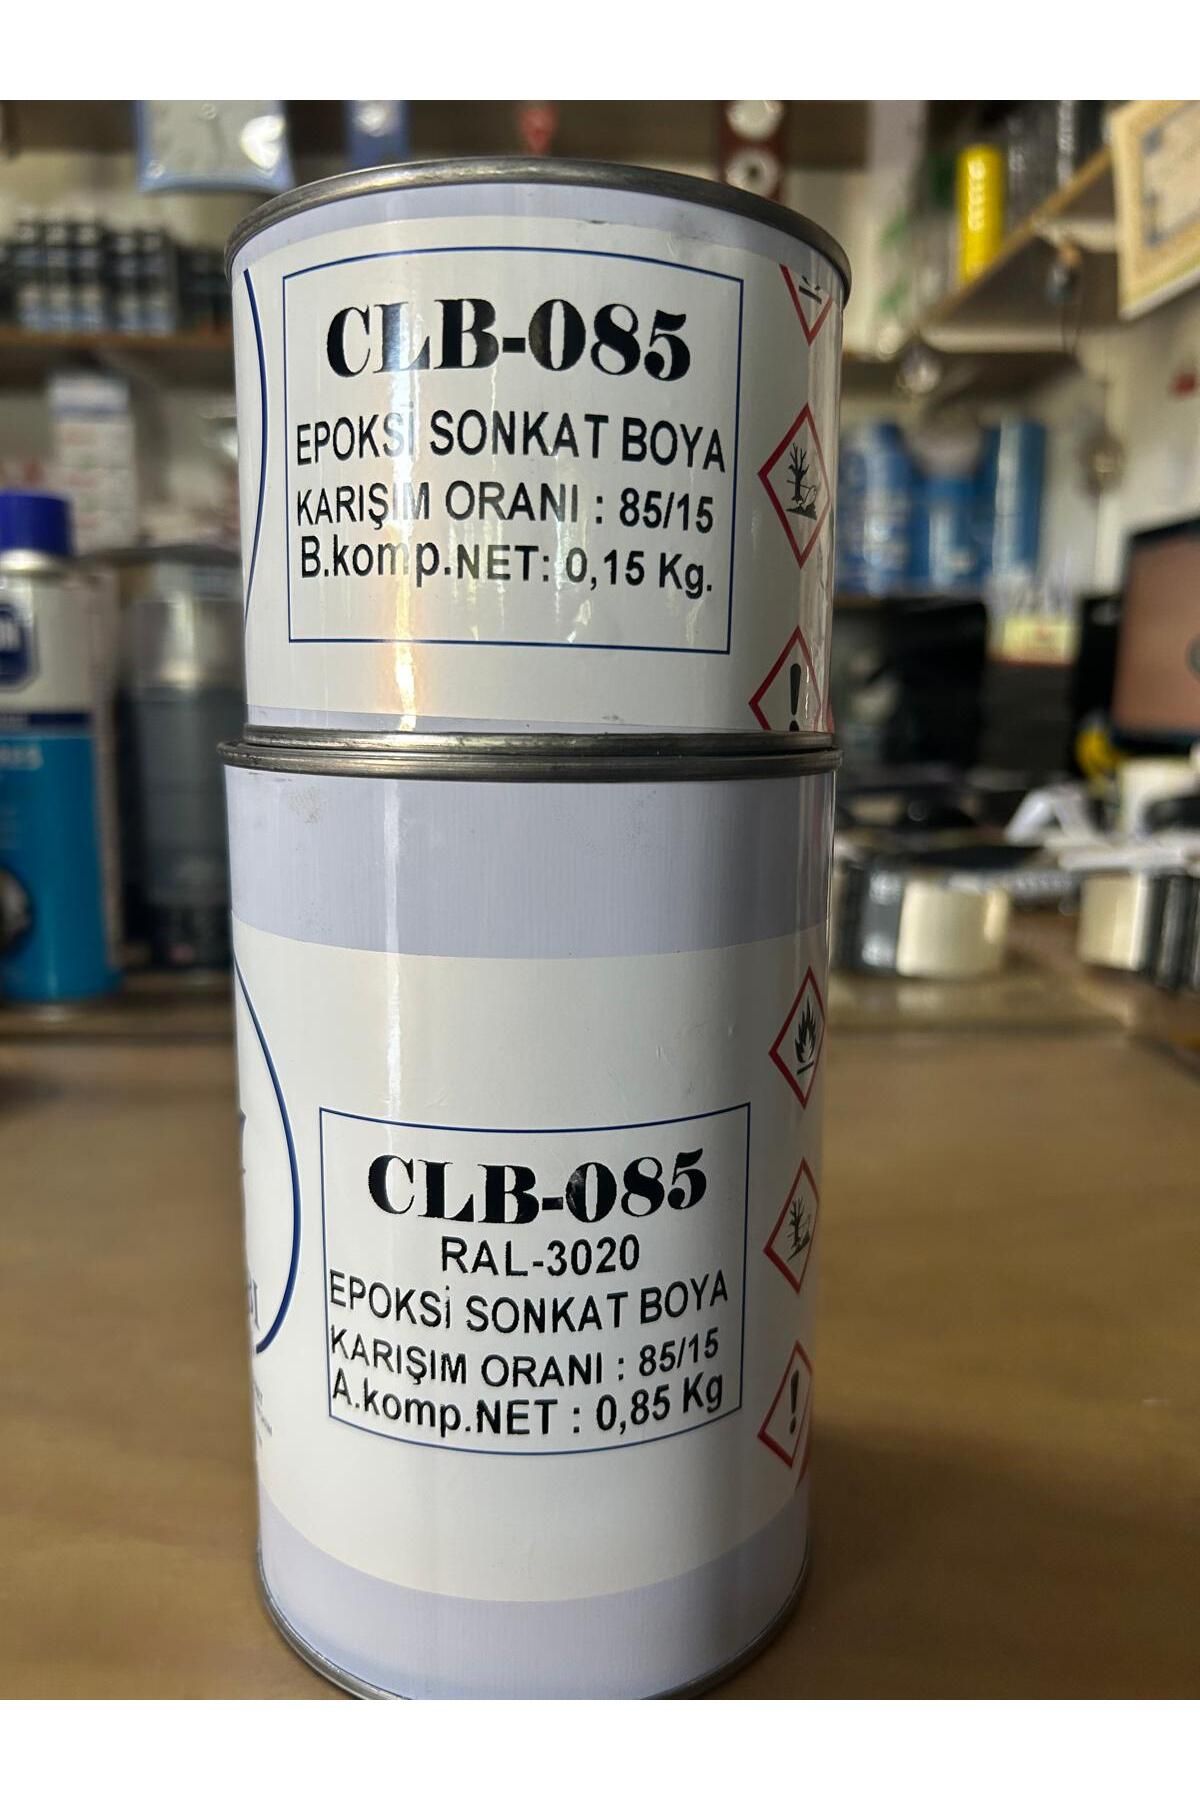 CLB-085
EPOKSİ SONKAT BOYA
KARIŞIM ORANI : 85/15
B.komp.NET: 0,15 Kg.
CLB-085
RAL-3020
EPOKSİ SONKAT BOYA
KARIŞIM ORANI : 85/15
A.komp.NET : 0,85 Kg